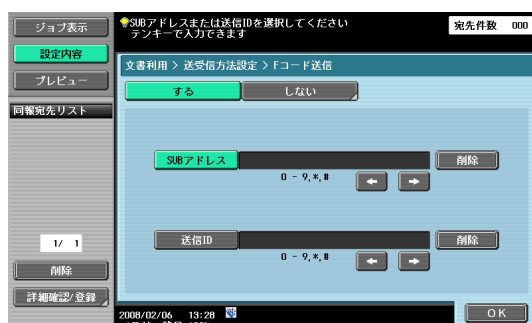 ジョブ表示
設定内容
プレビュー
同報宛先リスト
1/ 1
削除
詳細確認/登録
SUBアドレスまたは送信IDを選択してください
テンキーで入力できます
宛先件数 000
文書利用 > 送受信方法設定 > Fコード送信
する
しない
SUBアドレス
削除
0 - 9,*,#
送信ID
削除
0 - 9,*,#
2008/02/06 13:28
OK